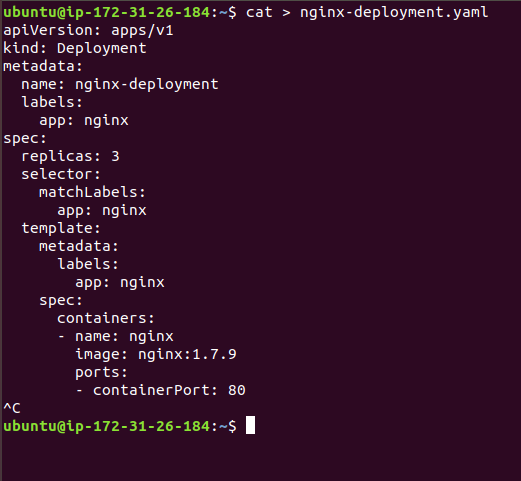 ubuntu@ip-172-31-26-184:~$ cat > nginx-deployment.yaml
apiVersion: apps/v1
kind: Deployment
metadata:
  name: nginx-deployment
  labels:
    app: nginx
spec:
  replicas: 3
  selector:
    matchLabels:
      app: nginx
  template:
    metadata:
      labels:
        app: nginx
    spec:
      containers:
      - name: nginx
        image: nginx:1.7.9
        ports:
        - containerPort: 80
^C
ubuntu@ip-172-31-26-184:~$